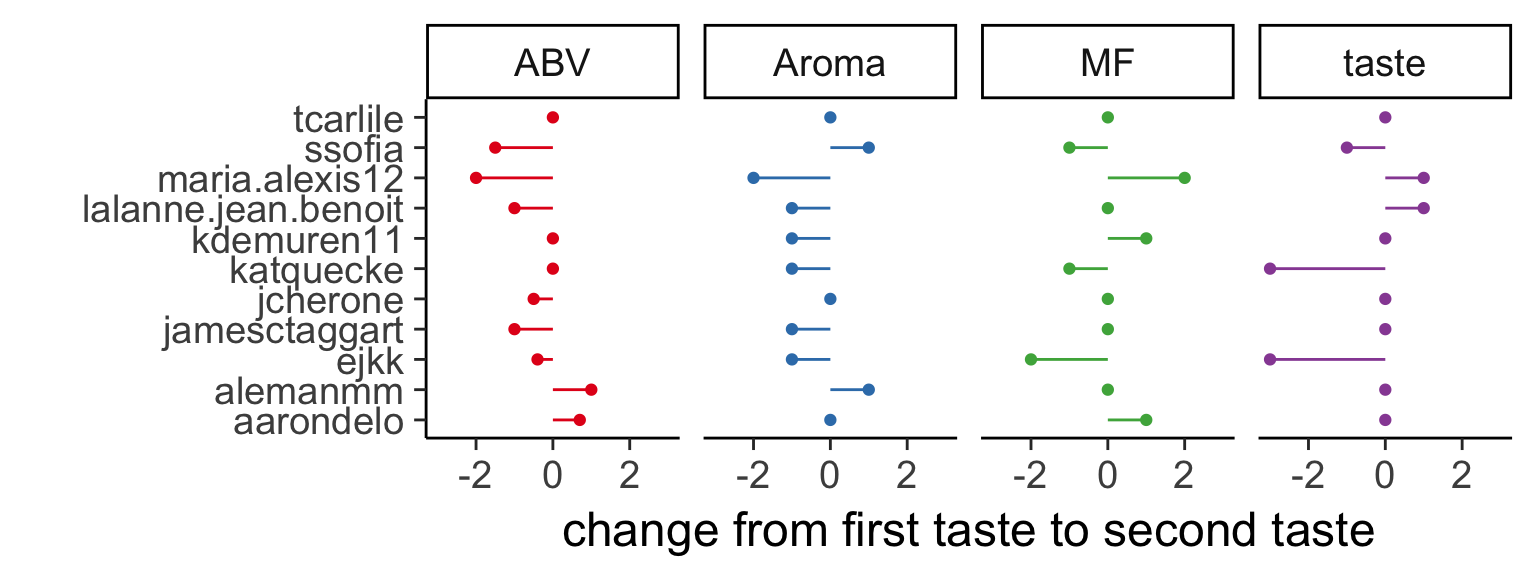 ABV Aroma MF taste
tcarlile
ssofia
maria.alexis12
lalanne.jean.benoit
kdemuren11
katquecke
jcherone
jamesctaggart
ejkk
alemanmm
aarondelo
-2 0 2 -2 0 2 -2 0 2 -2 0 2
change from first taste to second taste